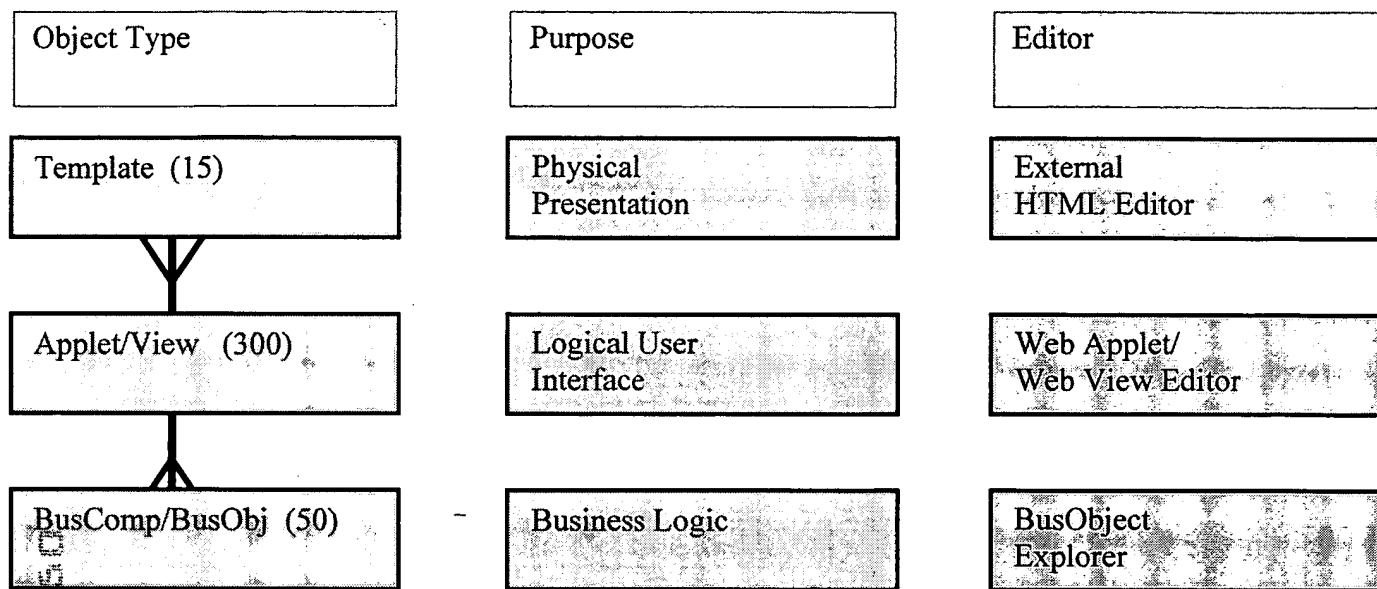 Object Type
Purpose
Editor
Template (15)
Physical
Presentation
External
HTML Editor
Applet/View (300)
Logical User
Interface
Web Applet/
Web View Editor
BusComp/BusObj (50)
Business Logic
BusObject
Explorer